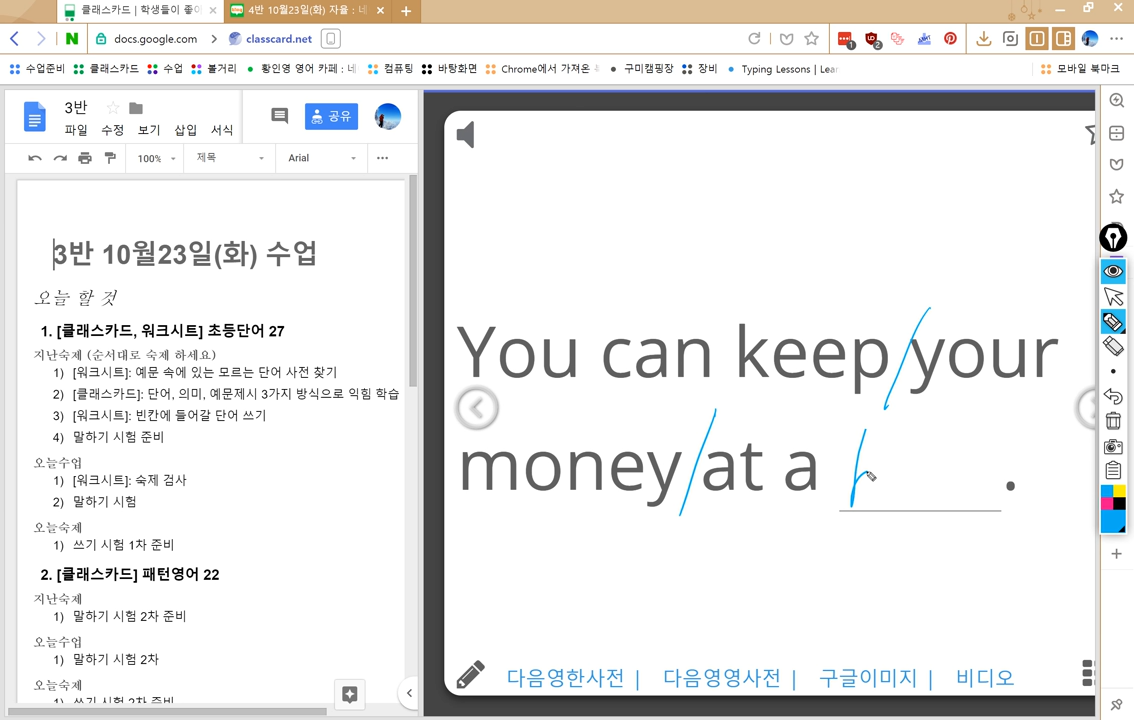 클래스카드 | 학생들이 좋아
4반 10월23일(화) 자율 : 네
docs.google.com
classcard.net
수업준비
클래스카드
수업
볼거리
황인영 영어 카페 : 네
컴퓨팅
바탕화면
Chrome에서 가져온
구미캠핑장
장비
Typing Lessons | Lear
모바일 북마크
3반
파일 수정 보기 삽입 서식
공유
100% 제목 Arial
3반 10월23일(화) 수업
오늘 할 것
1. [클래스카드, 워크시트] 초등단어 27
지난숙제 (순서대로 숙제 하세요)
1) [워크시트]: 예문 속에 있는 모르는 단어 사전 찾기
2) [클래스카드]: 단어, 의미, 예문제시 3가지 방식으로 익힘 학습
3) [워크시트]: 빈칸에 들어갈 단어 쓰기
4) 말하기 시험 준비
오늘수업
1) [워크시트]: 숙제 검사
2) 말하기 시험
오늘숙제
1) 쓰기 시험 1차 준비
2. [클래스카드] 패턴영어 22
지난숙제
1) 말하기 시험 2차 준비
오늘수업
1) 말하기 시험 2차
오늘숙제
1) 쓰기 시험 2차 준비
You can keep / your
money / at a .
다음영한사전 | 다음영영사전 | 구글이미지 | 비디오